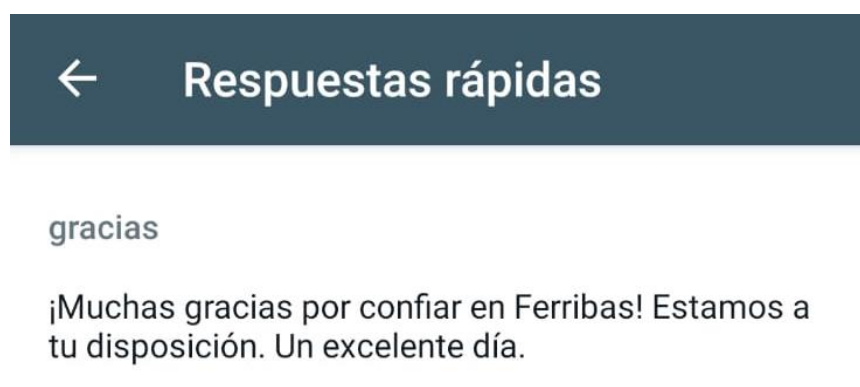 Respuestas rápidas
gracias
¡Muchas gracias por confiar en Ferribas! Estamos a
tu disposición. Un excelente día.